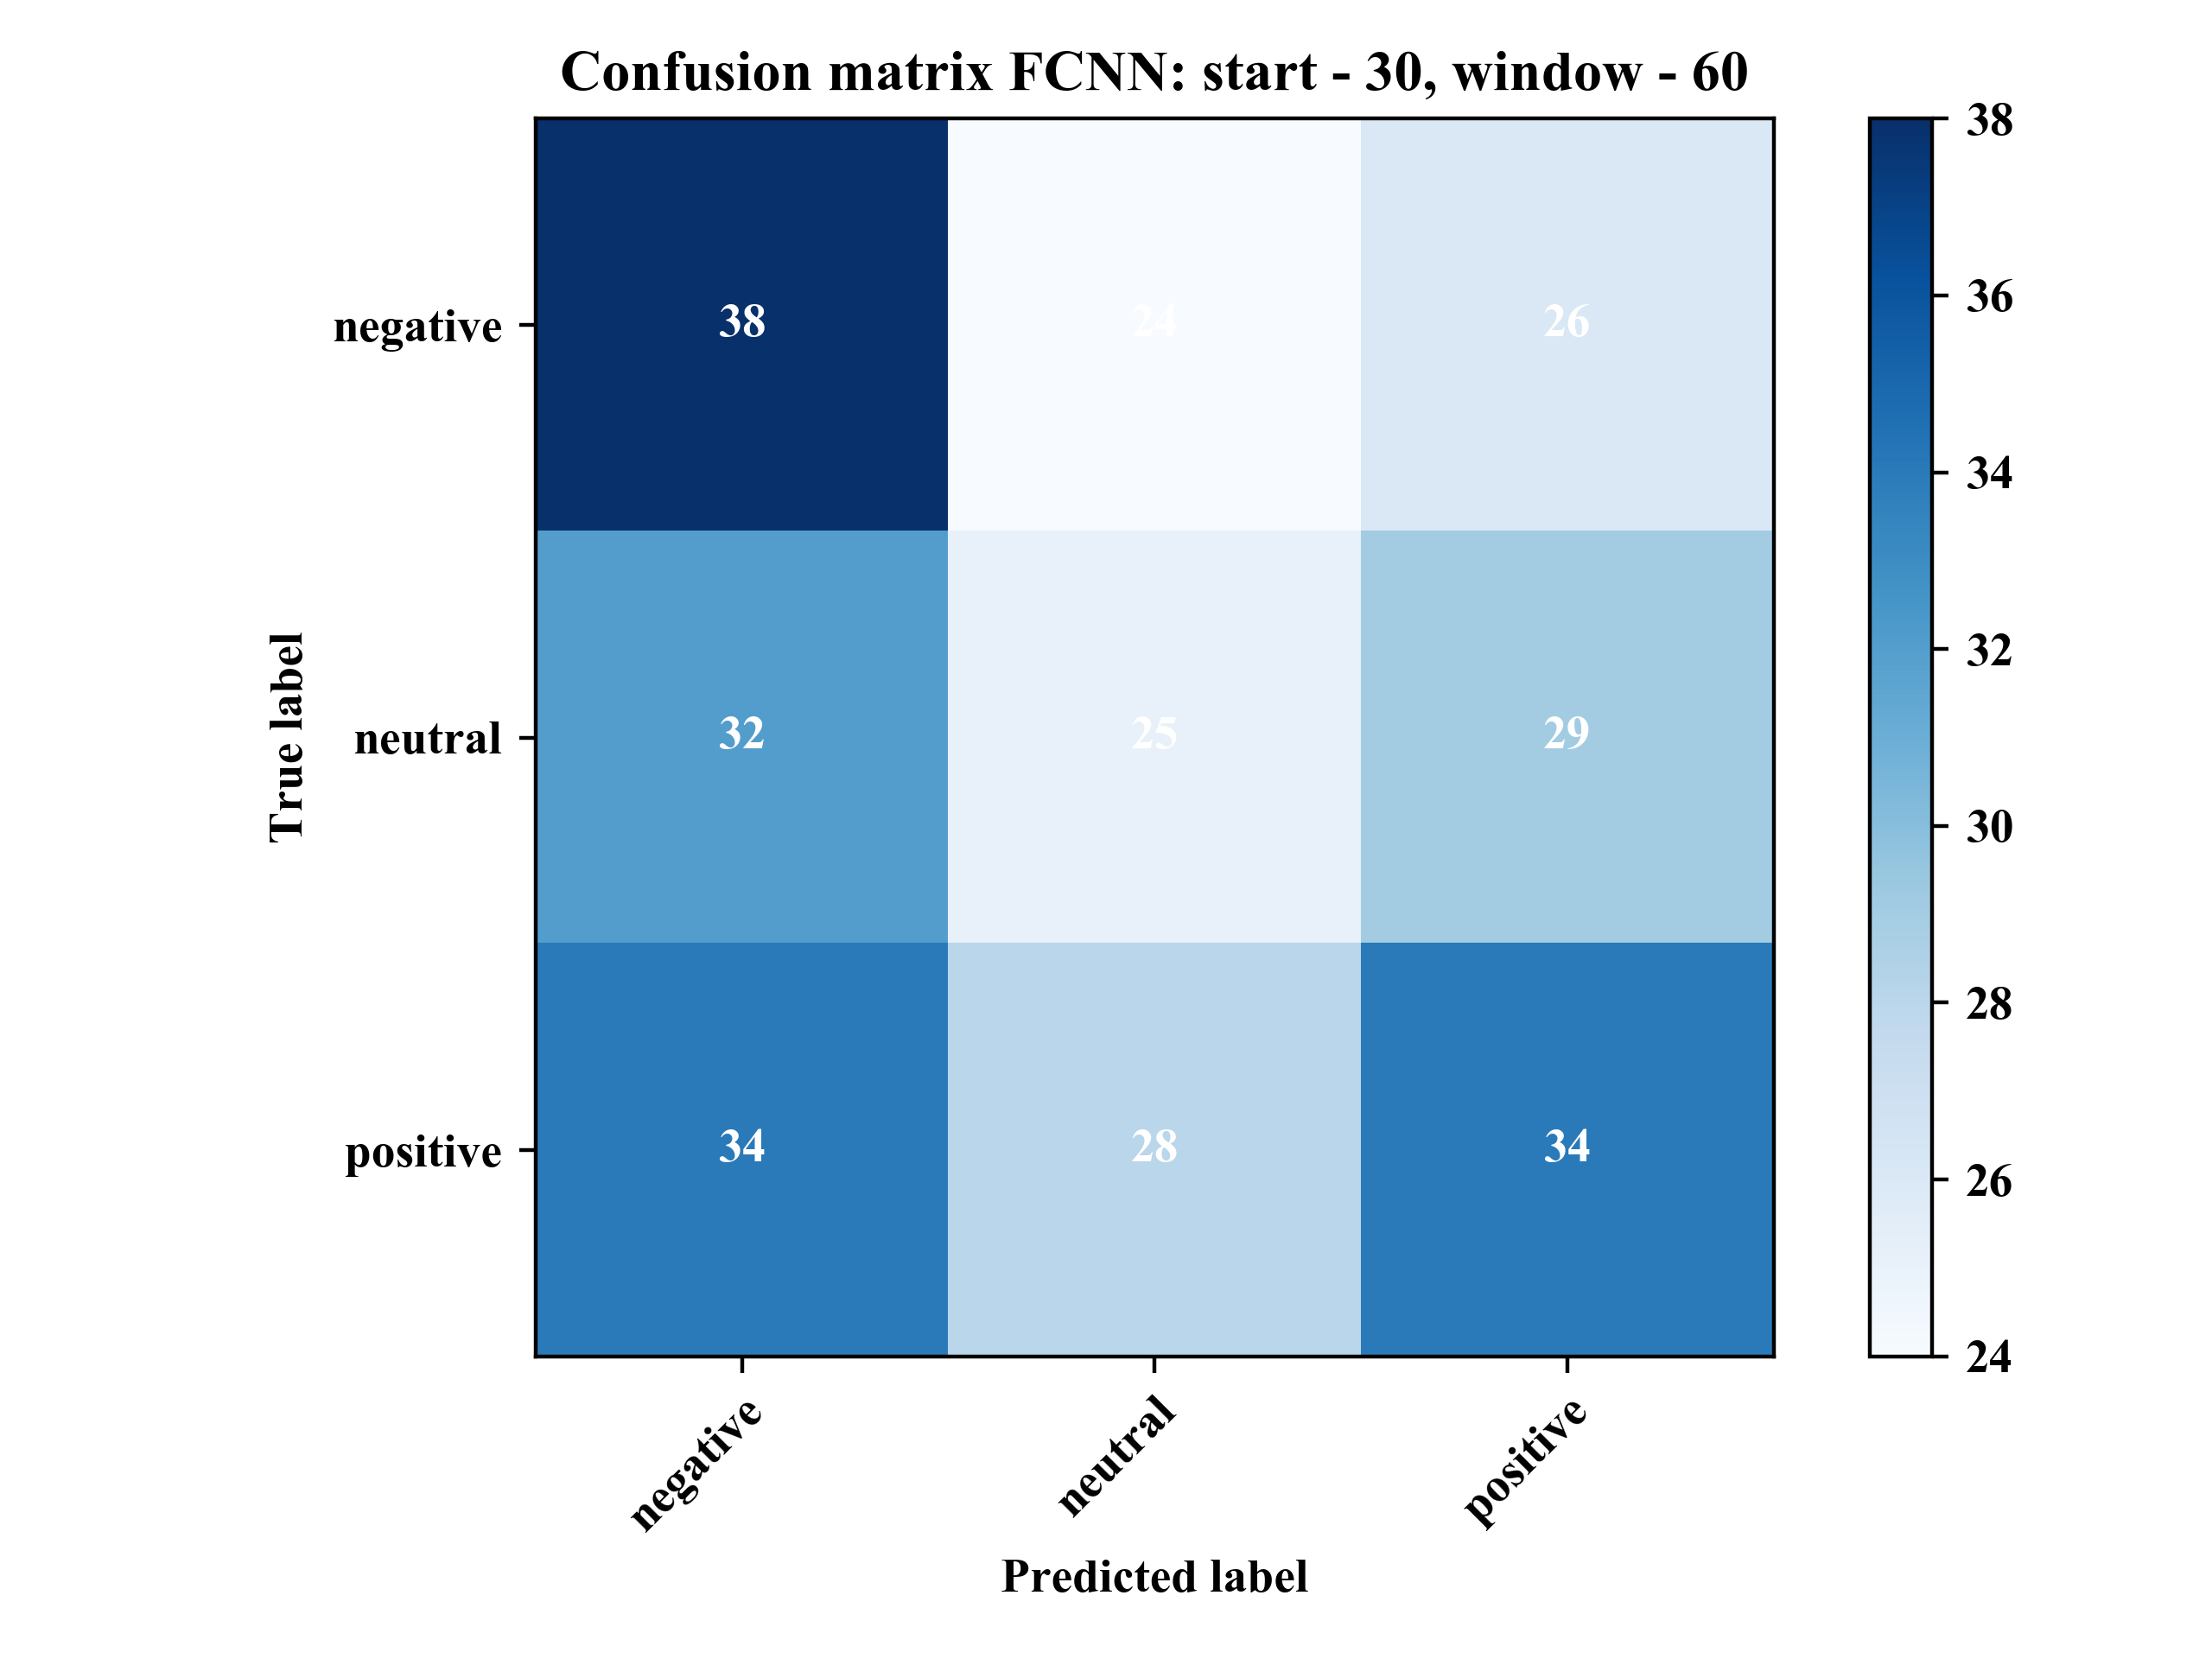 Confusion matrix FCNN: start - 30, window - 60
38
36
34
32
30
28
26
24
True label
negative
38
24
26
neutral
32
25
29
positive
34
28
34
negative
neutral
positive
Predicted label